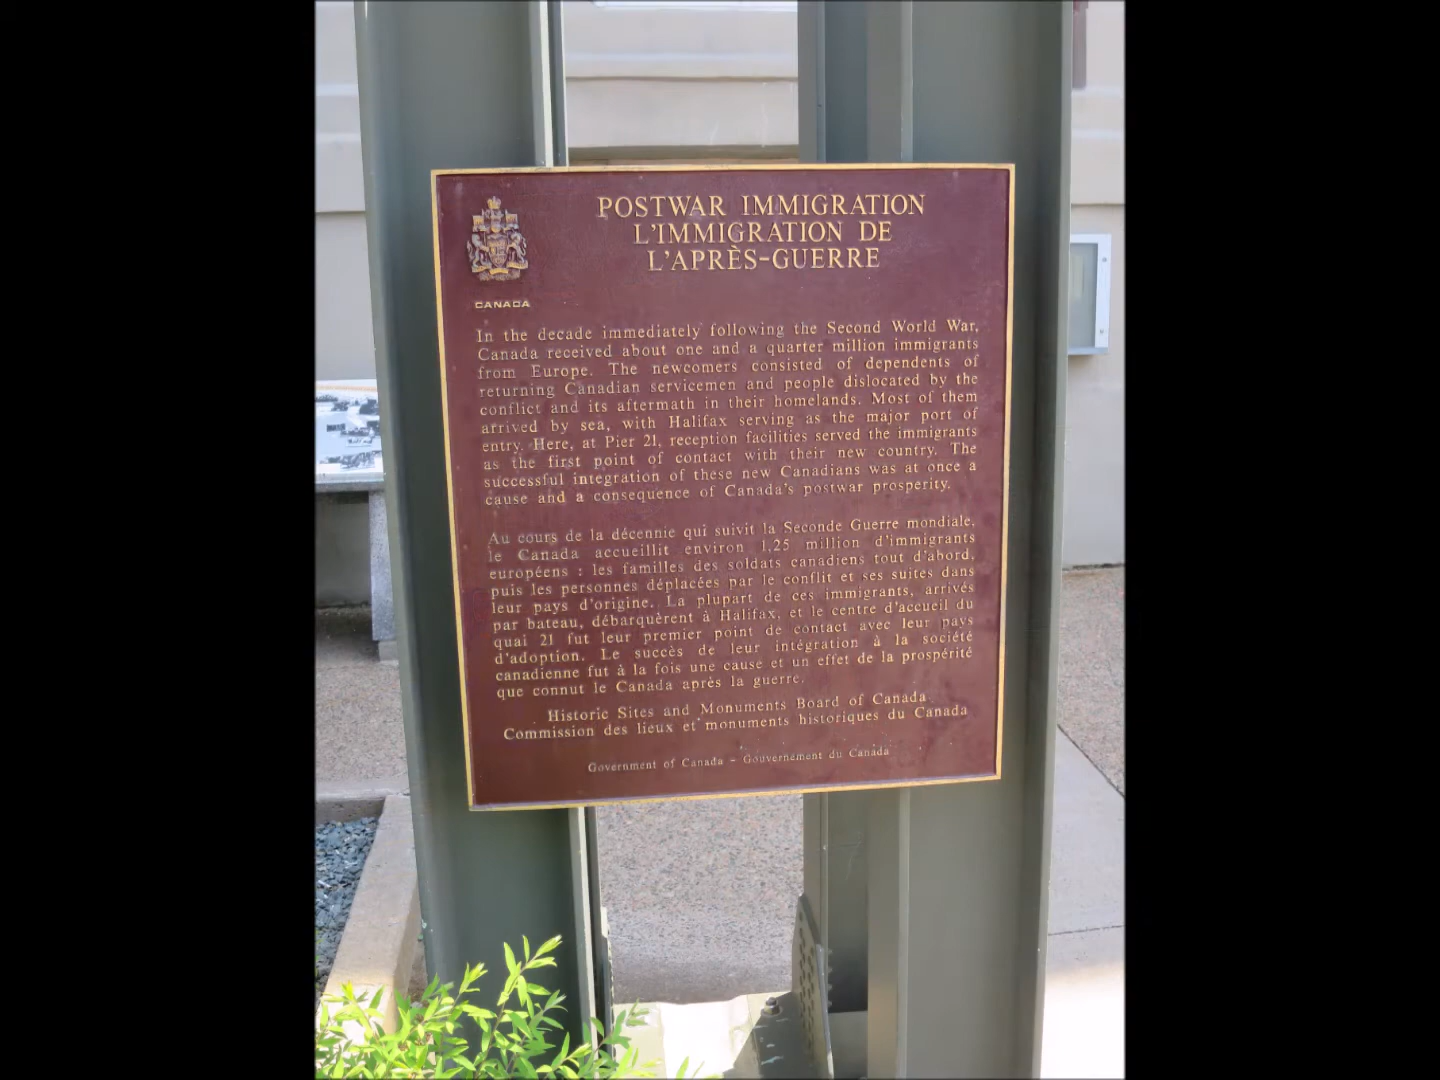 POSTWAR IMMIGRATION
L'IMMIGRATION DE
L'APRÈS-GUERRE
CANADA
In the decade immediately following the Second World War,
Canada received about one and a quarter million immigrants
from Europe. The newcomers consisted of dependents of
returning Canadian servicemen and people dislocated by the
conflict and its aftermath in their homelands. Most of them
arrived by sea, with Halifax serving as the major port of
entry. Here, at Pier 21, reception facilities served the immigrants
as the first point of contact with their new country. The
successful integration of these new Canadians was at once a
cause and a consequence of Canada's postwar prosperity.
Au cours de la décennie qui suivit la Seconde Guerre mondiale,
le Canada accueillit environ 1,25 million d'immigrants
européens : les familles des soldats canadiens tout d'abord,
puis les personnes déplacées par le conflit et ses suites dans
leur pays d'origine. La plupart de ces immigrants, arrivés
par bateau, débarquèrent à Halifax, et le centre d'accueil du
quai 21 fut leur premier point de contact avec leur pays
d'adoption. Le succès de leur intégration à la société
canadienne fut à la fois une cause et un effet de la prospérité
que connut le Canada après la guerre.
Historic Sites and Monuments Board of Canada
Commission des lieux et monuments historiques du Canada
Government of Canada – Gouvernement du Canada